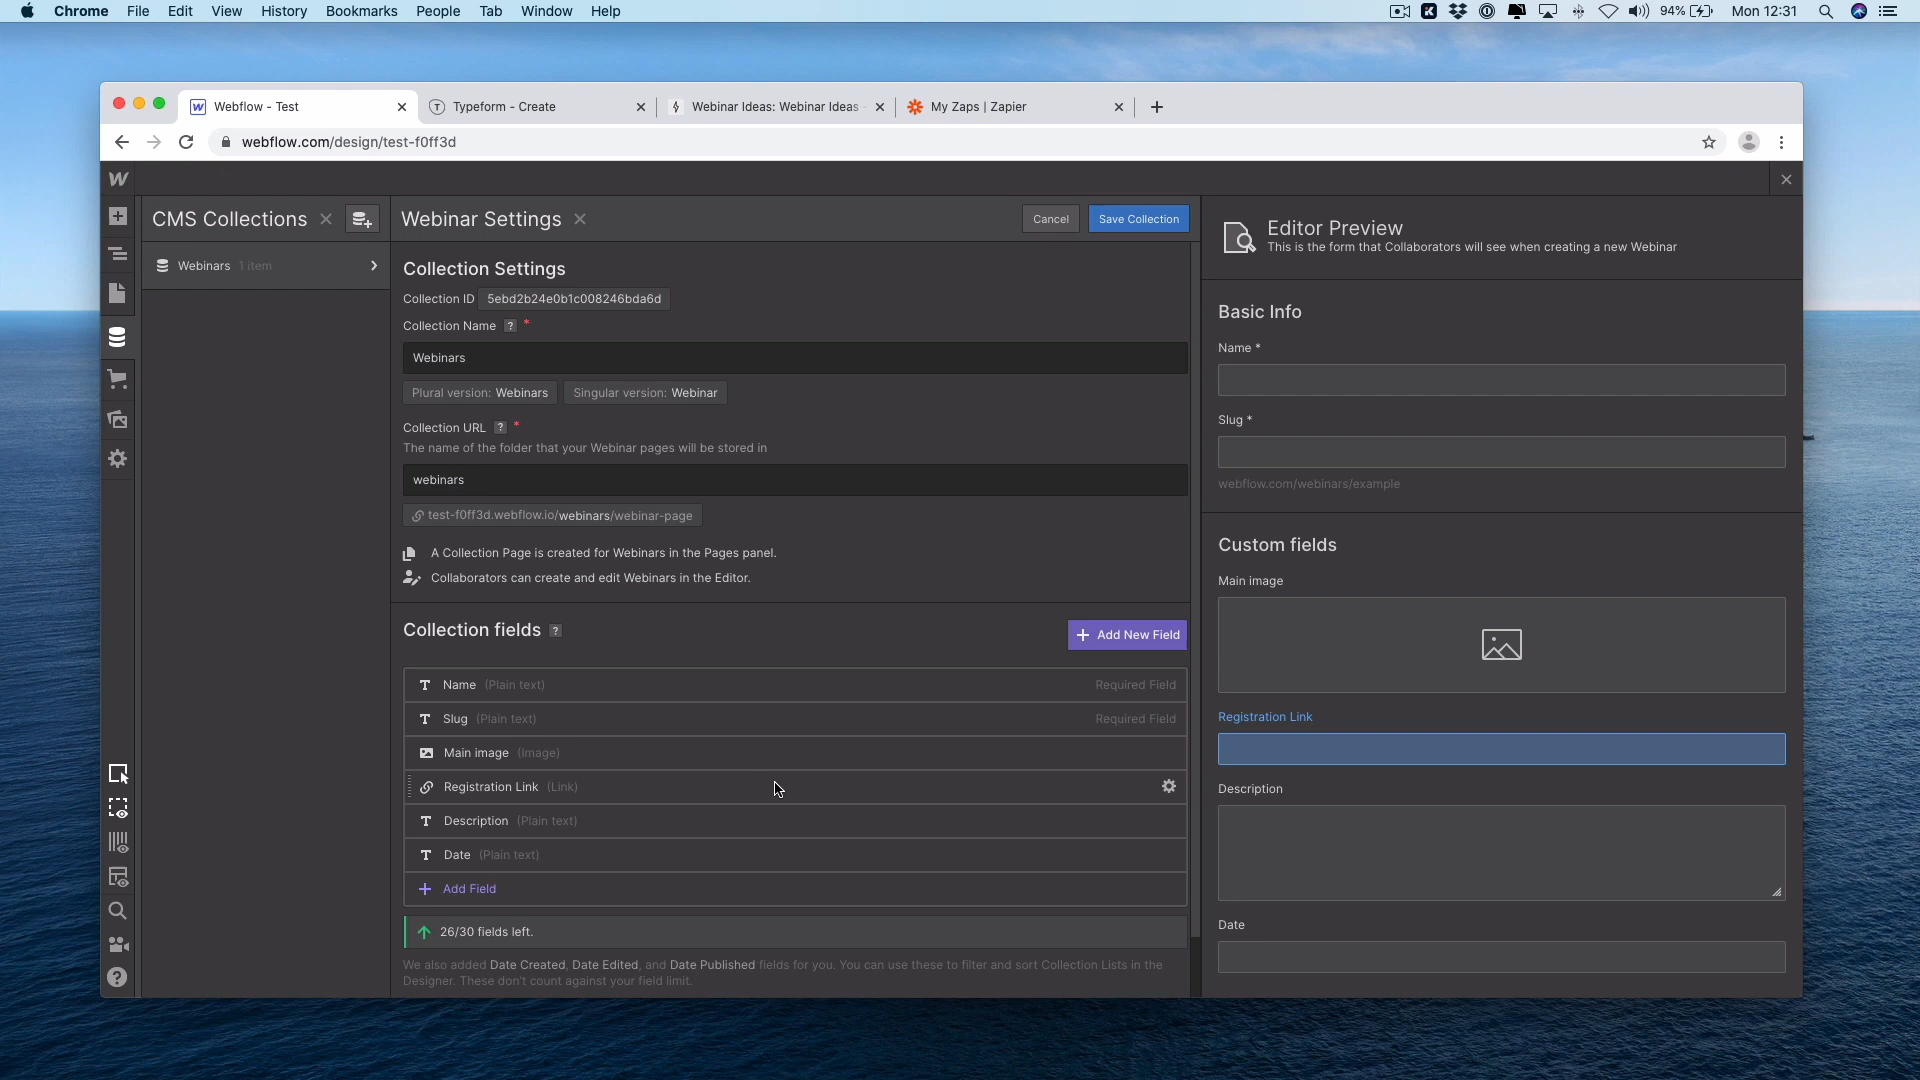 Chrome File Edit View History Bookmarks People Tab Window Help 94% Mon 12:31
Webflow - Test Typeform - Create Webinar Ideas: Webinar Ideas - My Zaps | Zapier
webflow.com/design/test-f0ff3d
CMS Collections
Webinars 1 item
Webinar Settings
Cancel
Save Collection
Collection Settings
Collection ID 5ebd2b24e0b1c008246bda6d
Collection Name ? *
Webinars
Plural version: Webinars Singular version: Webinar
Collection URL ? *
The name of the folder that your Webinar pages will be stored in
webinars
test-f0ff3d.webflow.io/webinars/webinar-page
A Collection Page is created for Webinars in the Pages panel.
Collaborators can create and edit Webinars in the Editor.
Collection fields ?
+ Add New Field
Name (Plain text) Required Field
Slug (Plain text) Required Field
Main image (Image)
Registration Link (Link)
Description (Plain text)
Date (Plain text)
+ Add Field
26/30 fields left.
We also added Date Created, Date Edited, and Date Published fields for you. You can use these to filter and sort Collection Lists in the
Designer. These don't count against your field limit.
Editor Preview
This is the form that Collaborators will see when creating a new Webinar
Basic Info
Name *
Slug *
webflow.com/webinars/example
Custom fields
Main image
Registration Link
Description
Date